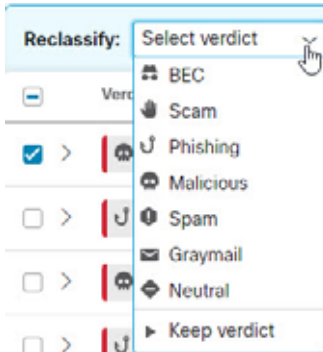 Reclassify: Select verdict
Verd
BEC
Scam
Phishing
Malicious
Spam
Graymail
Neutral
Keep verdict